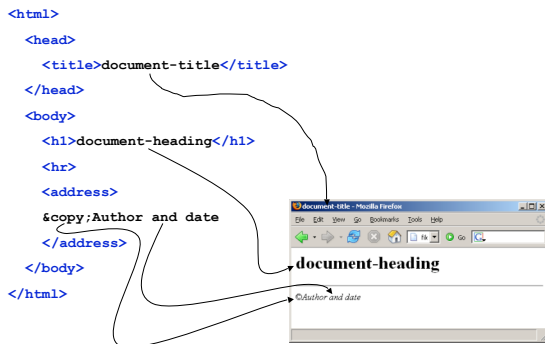 <html>
<head>
<title>document-title</title>
</head>
<body>
<h1>document-heading</h1>
<hr>
<address>
&copy;Author and date
</address>
</body>
</html>
document-title - Mozilla Firefox
File Edit View Go Bookmarks Tools Help
Go
document-heading
©Author and date